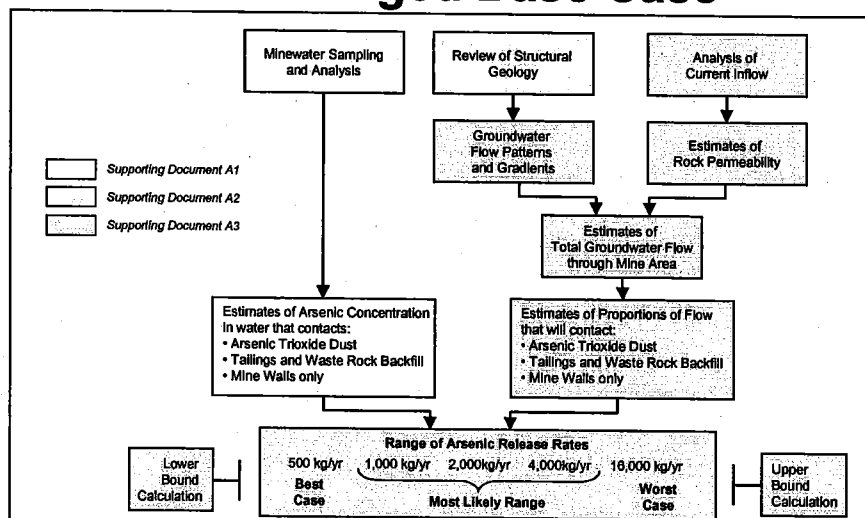 Minewater Sampling
and Analysis
Review of Structural
Geology
Analysis of
Current Inflow
Groundwater
Flow Patterns
and Gradients
Estimates of
Rock Permeability
Supporting Document A1
Supporting Document A2
Supporting Document A3
Estimates of
Total Groundwater Flow
through Mine Area
Estimates of Arsenic Concentration
In water that contacts:
• Arsenic Trioxide Dust
• Tailings and Waste Rock Backfill
• Mine Walls only
Estimates of Proportions of Flow
that will contact:
• Arsenic Trioxide Dust
• Tailings and Waste Rock Backfill
• Mine Walls only
Range of Arsenic Release Rates
500 kg/yr 1,000 kg/yr 2,000kg/yr 4,000kg/yr 16,000 kg/yr
Best
Case
Most Likely Range
Worst
Case
Lower
Bound
Calculation
Upper
Bound
Calculation